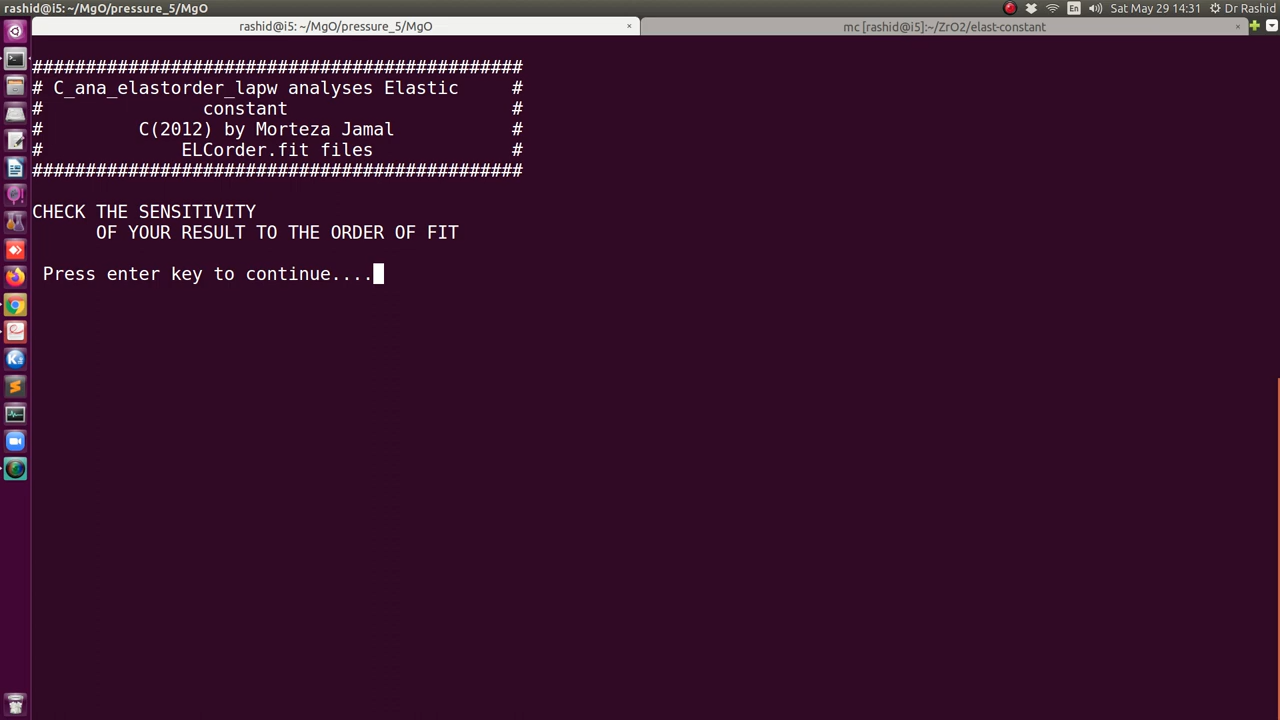 rashid@i5: ~/MgO/pressure_5/MgO
En
Sat May 29 14:31
Dr Rashid
rashid@i5: ~/MgO/pressure_5/MgO ×
mc [rashid@i5]:~/ZrO2/elast-constant ×
##############################################
# C_ana_elastorder_lapw analyses Elastic #
# constant #
# C(2012) by Morteza Jamal #
# ELCorder.fit files #
##############################################
CHECK THE SENSITIVITY
OF YOUR RESULT TO THE ORDER OF FIT
Press enter key to continue....